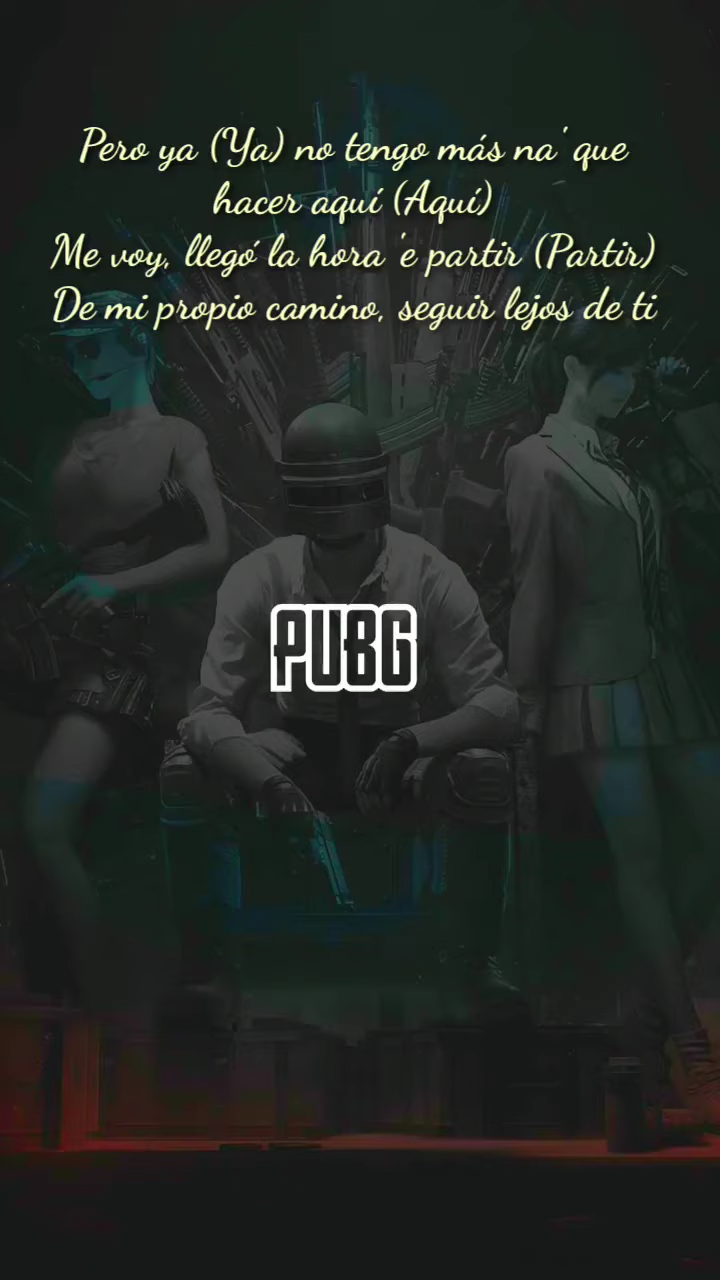 Pero ya (Ya) no tengo más na' que
hacer aquí (Aquí)
Me voy, llegó la hora 'e partir (Partir)
De mi propio camino, seguir lejos de ti
PUBG